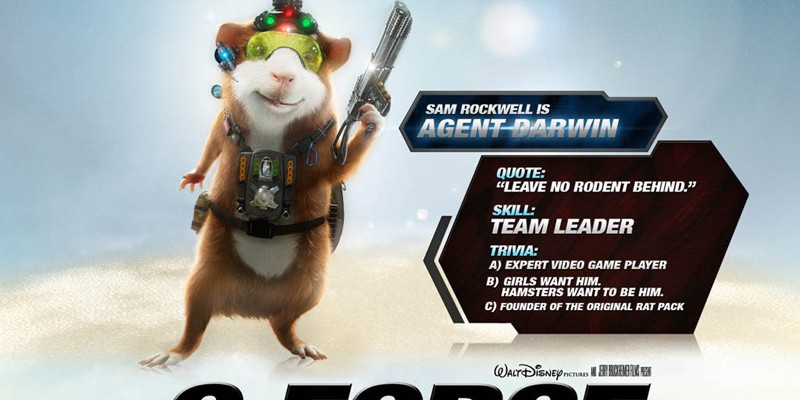 SAM ROCKWELL IS
AGENT DARWIN
QUOTE:
“LEAVE NO RODENT BEHIND.”
SKILL:
TEAM LEADER
TRIVIA:
A) EXPERT VIDEO GAME PLAYER
B) GIRLS WANT HIM.
HAMSTERS WANT TO BE HIM.
C) FOUNDER OF THE ORIGINAL RAT PACK
WALT DISNEY PICTURES AND JERRY BRUCKHEIMER FILMS PRESENT
G-FORCE